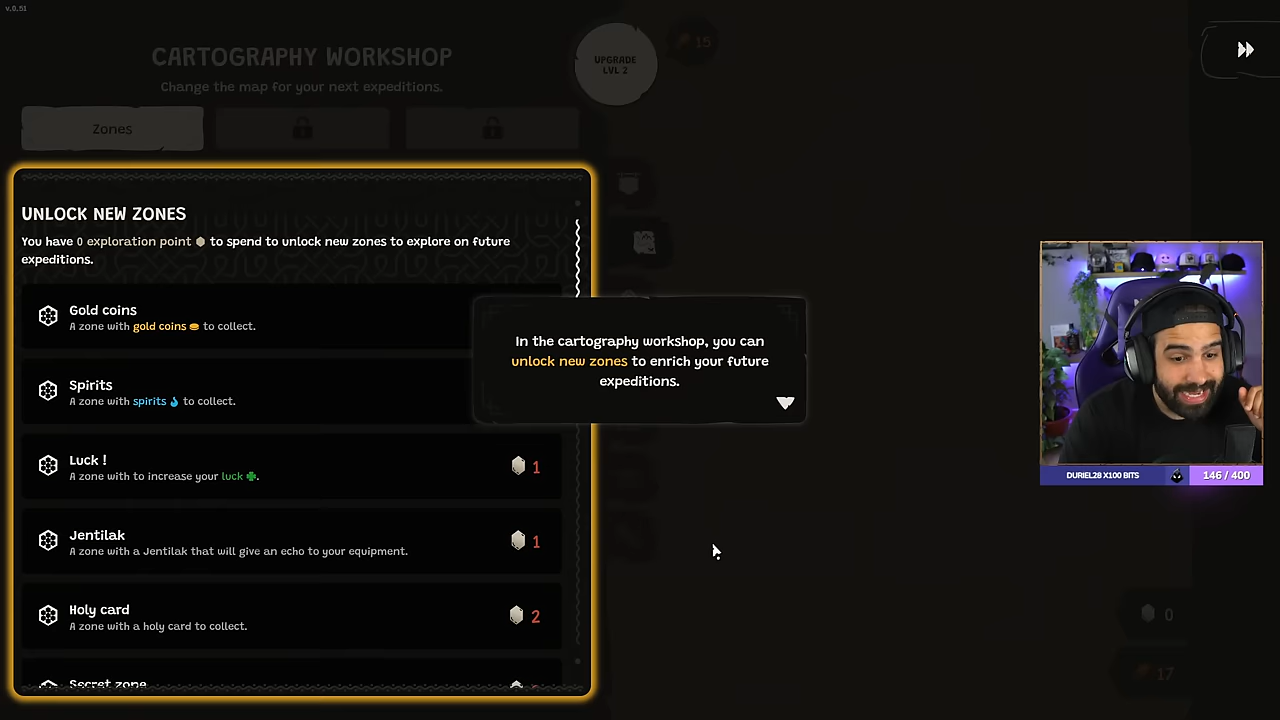 v.0.51
CARTOGRAPHY WORKSHOP
Change the map for your next expeditions.
UPGRADE
LVL 2
15
Zones
UNLOCK NEW ZONES
You have 0 exploration point to spend to unlock new zones to explore on future
expeditions.
Gold coins
A zone with gold coins to collect.
Spirits
A zone with spirits to collect.
Luck !
A zone with to increase your luck .
1
Jentilak
A zone with a Jentilak that will give an echo to your equipment.
1
Holy card
A zone with a holy card to collect.
2
Secret zone
In the cartography workshop, you can
unlock new zones to enrich your future
expeditions.
DURIEL28 X100 BITS
146 / 400
0
17